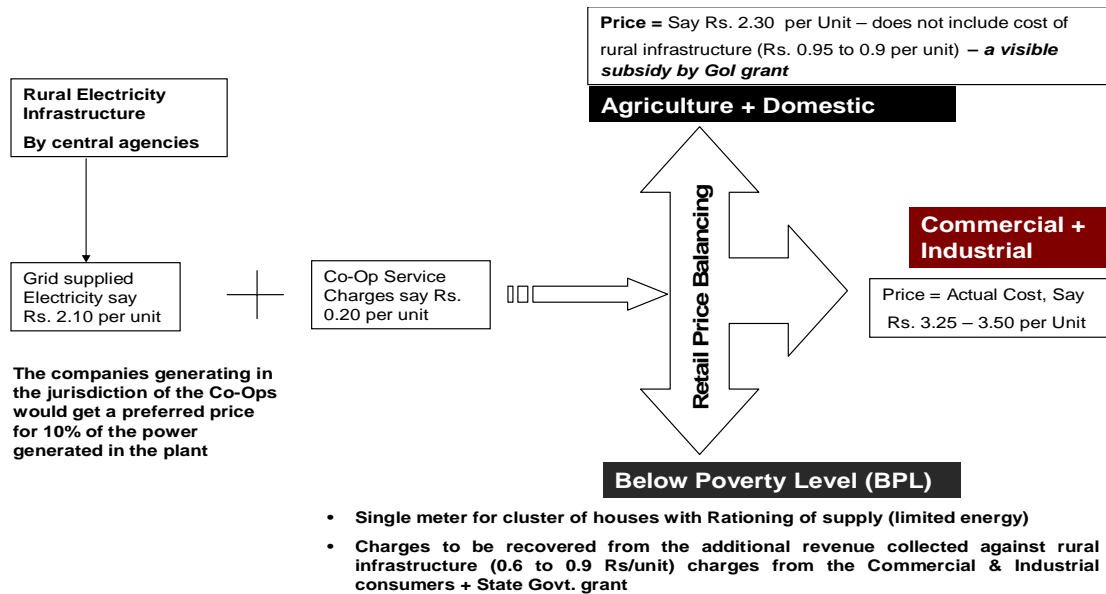 Price = Say Rs. 2.30 per Unit – does not include cost of
rural infrastructure (Rs. 0.95 to 0.9 per unit) – a visible
subsidy by GoI grant
Agriculture + Domestic
Rural Electricity
Infrastructure
By central agencies
Commercial +
Industrial
Price = Actual Cost, Say
Rs. 3.25 – 3.50 per Unit
Grid supplied
Electricity say
Rs. 2.10 per unit
Co-Op Service
Charges say Rs.
0.20 per unit
Retail Price Balancing
The companies generating in
the jurisdiction of the Co-Ops
would get a preferred price
for 10% of the power
generated in the plant
Below Poverty Level (BPL)
• Single meter for cluster of houses with Rationing of supply (limited energy)
• Charges to be recovered from the additional revenue collected against rural
infrastructure (0.6 to 0.9 Rs/unit) charges from the Commercial & Industrial
consumers + State Govt. grant